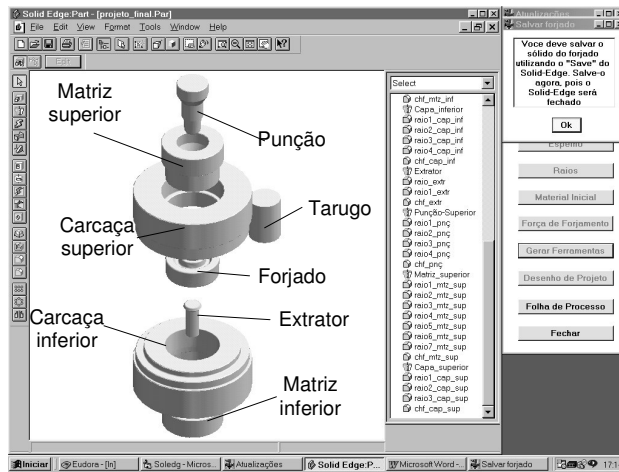 Solid Edge:Part - [projeto_final.Par]
File Edit View Format Tools Window Help
Edit
Matriz
superior
Punção
Carcaça
superior
Tarugo
Forjado
Extrator
Carcaça
inferior
Matriz
inferior
Select
chf_mtz_inf
Capa_inferior
raio1_cap_inf
raio2_cap_inf
raio3_cap_inf
raio4_cap_inf
chf_cap_inf
Extrator
raio_extr
chf_extr
Punção-Superior
raio1_pnç
raio2_pnç
raio3_pnç
raio4_pnç
chf_pnç
Matriz_superior
raio1_mtz_sup
raio2_mtz_sup
raio3_mtz_sup
raio4_mtz_sup
raio5_mtz_sup
raio6_mtz_sup
raio7_mtz_sup
chf_mtz_sup
Capa_superior
raio1_cap_sup
raio2_cap_sup
raio3_cap_sup
chf_cap_sup
Atualizações
Salvar forjado
Voce deve salvar o
sólido do forjado
utilizando o "Save" do
Solid-Edge. Salve-o
agora, pois o
Solid-Edge será
fechado
Ok
Espelho
Raios
Material Inicial
Força de Forjamento
Gerar Ferramentas
Desenho de Projeto
Folha de Processo
Fechar
Iniciar
Eudora - [In]
Soledg - Micros...
Atualizações
Solid Edge:P...
Microsoft Word -...
Salvar forjado